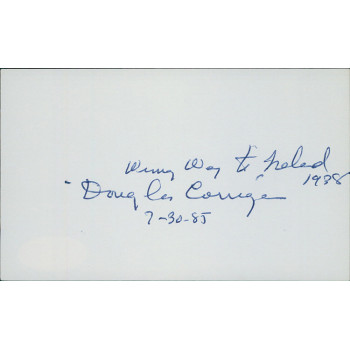 Wrong Way to Ireland
1938
"Douglas Corrigan
7-30-85